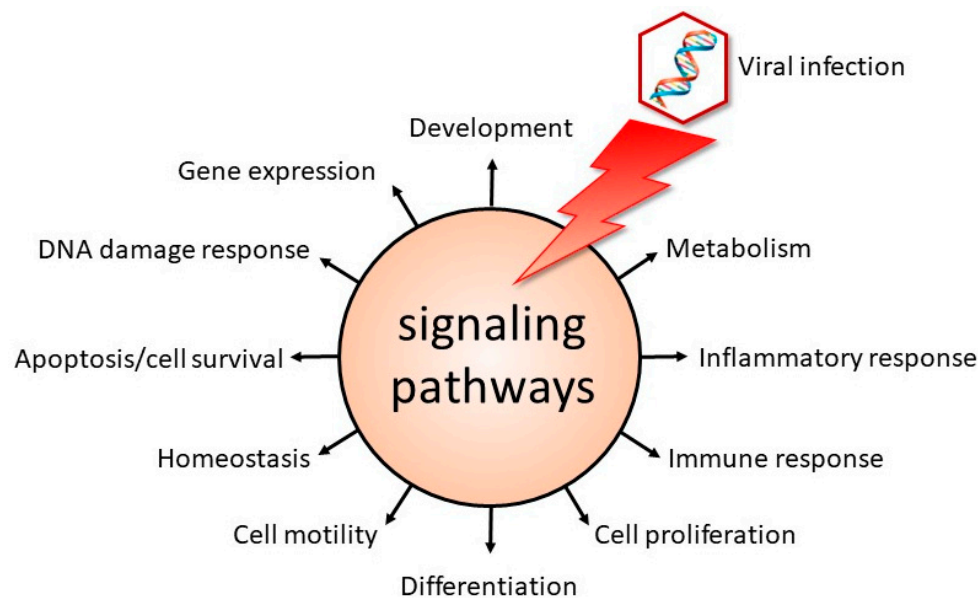 Viral infection
Development
Gene expression
DNA damage response
Metabolism
signaling
pathways
Apoptosis/cell survival
Inflammatory response
Homeostasis
Immune response
Cell motility
Cell proliferation
Differentiation